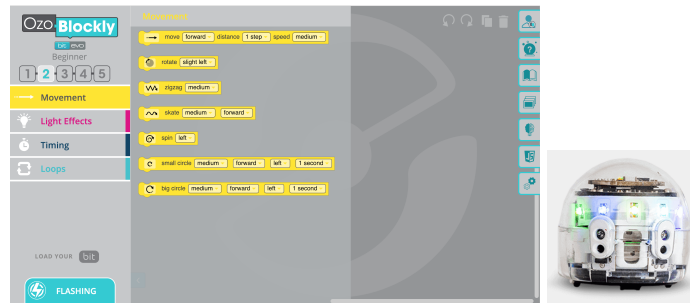 Ozo Blockly
bit evo
Beginner
1 2 3 4 5
Movement
Light Effects
Timing
Loops
LOAD YOUR bit
FLASHING
Movement
move forward distance 1 step speed medium
rotate slight left
zigzag medium
skate medium forward
spin left
small circle medium forward left 1 second
big circle medium forward left 1 second